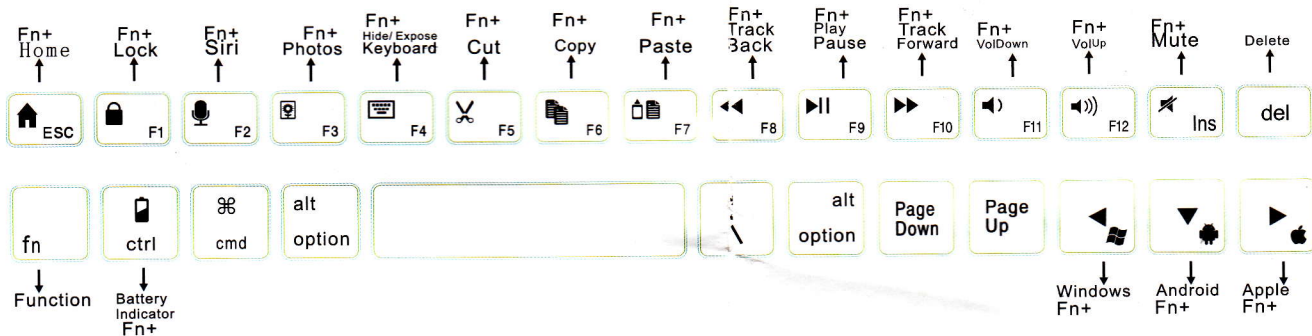 Fn+
Home
Fn+
Lock
Fn+
Siri
Fn+
Photos
Fn+
Hide/ Expose
Keyboard
Fn+
Cut
Fn+
Copy
Fn+
Paste
Fn+
Track
Back
Fn+
Play
Pause
Fn+
Track
Forward
Fn+
VolDown
Fn+
VolUp
Fn+
Mute
Delete
ESC
F1
F2
F3
F4
F5
F6
F7
F8
F9
F10
F11
F12
Ins
del
fn
ctrl
⌘
cmd
alt
option
\
alt
option
Page
Down
Page
Up
Function
Battery
Indicator
Fn+
Windows
Fn+
Android
Fn+
Apple
Fn+